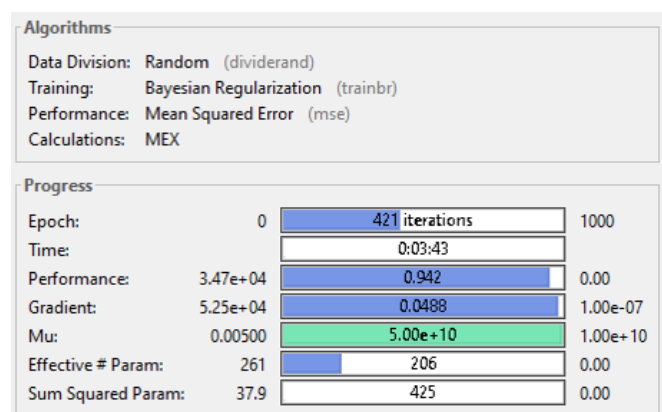 Algorithms
Data Division: Random (dividerand)
Training: Bayesian Regularization (trainbr)
Performance: Mean Squared Error (mse)
Calculations: MEX
Progress
Epoch: 0 421 iterations 1000
Time: 0:03:43
Performance: 3.47e+04 0.942 0.00
Gradient: 5.25e+04 0.0488 1.00e-07
Mu: 0.00500 5.00e+10 1.00e+10
Effective # Param: 261 206 0.00
Sum Squared Param: 37.9 425 0.00